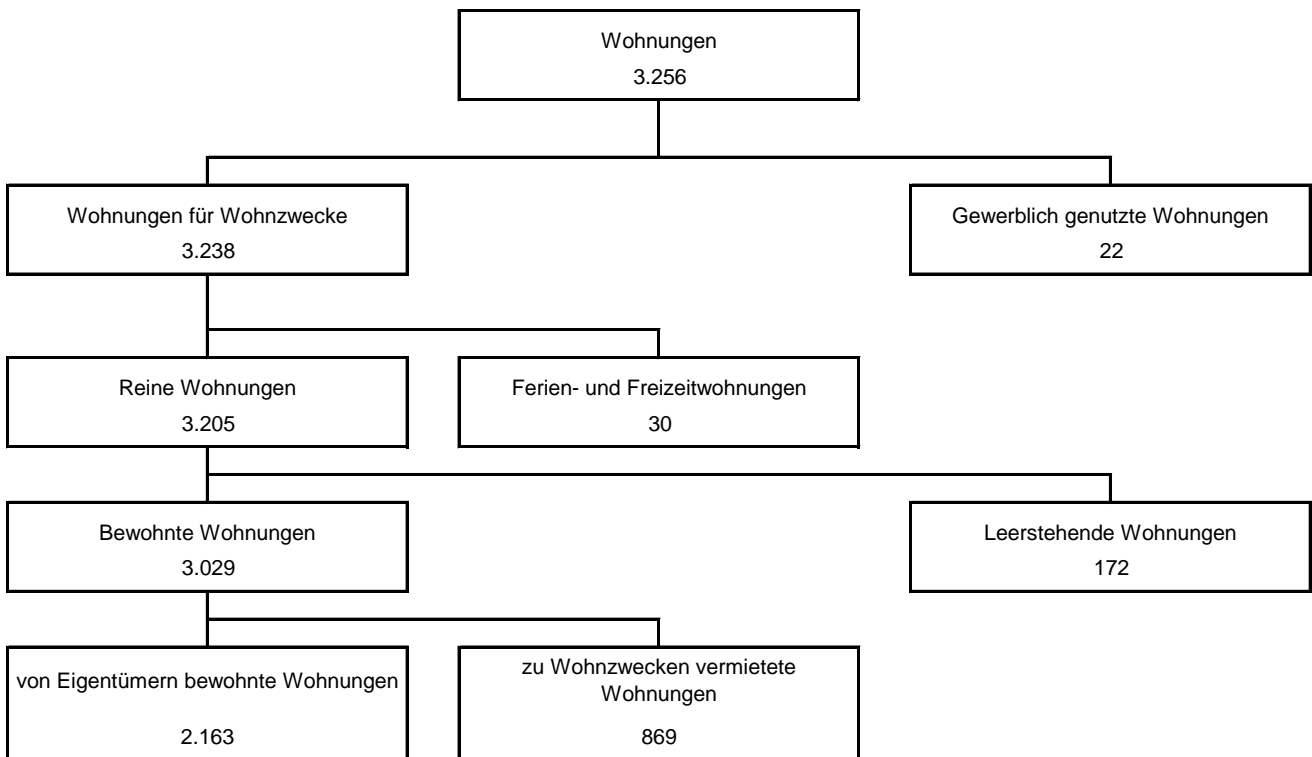 Wohnungen
3.256
Wohnungen für Wohnzwecke
3.238
Gewerblich genutzte Wohnungen
22
Reine Wohnungen
3.205
Ferien- und Freizeitwohnungen
30
Bewohnte Wohnungen
3.029
Leerstehende Wohnungen
172
von Eigentümern bewohnte Wohnungen
2.163
zu Wohnzwecken vermietete
Wohnungen
869